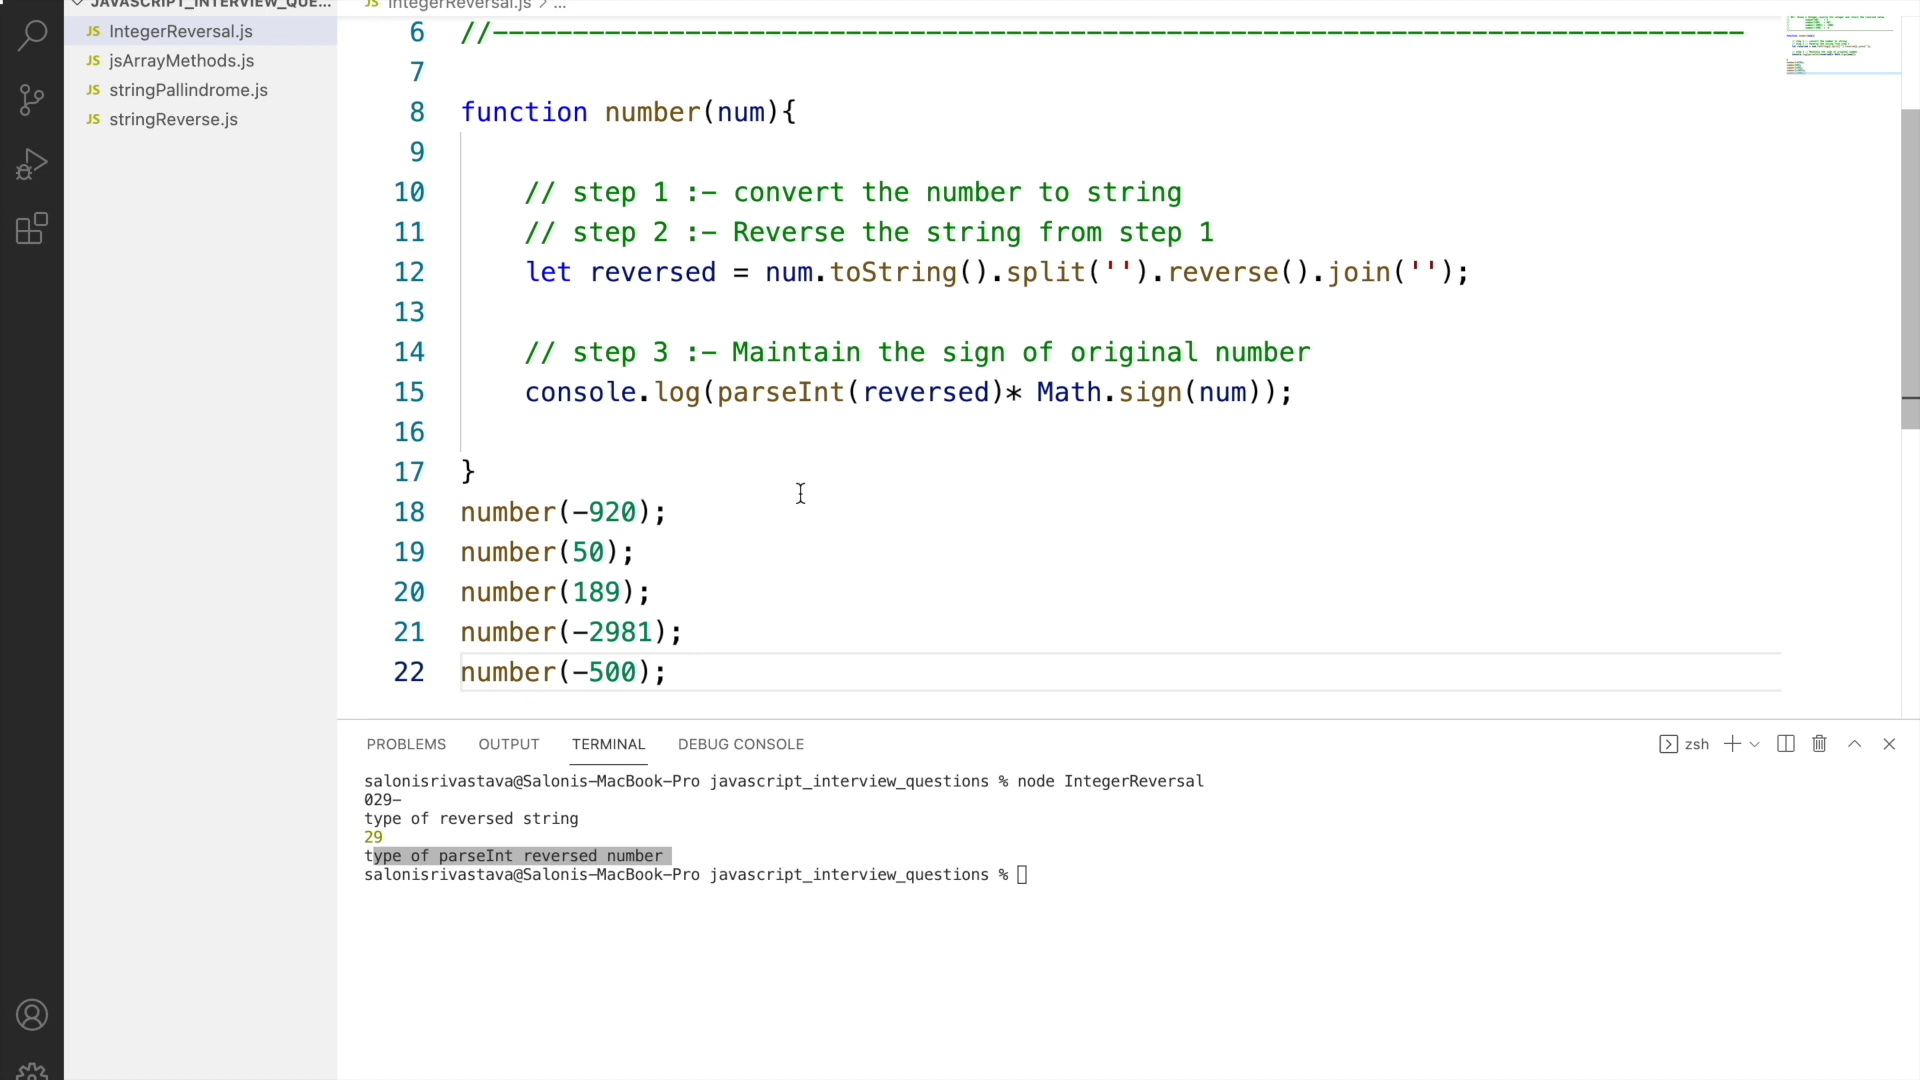 JAVASCRIPT_INTERVIEW_QUE...
JS IntegerReversal.js
JS jsArrayMethods.js
JS stringPallindrome.js
JS stringReverse.js
JS IntegerReversal.js > ...
6 //------------------------------------------------------------------------------
7
8 function number(num){
9
10 // step 1 :- convert the number to string
11 // step 2 :- Reverse the string from step 1
12 let reversed = num.toString().split('').reverse().join('');
13
14 // step 3 :- Maintain the sign of original number
15 console.log(parseInt(reversed)* Math.sign(num));
16
17 }
18 number(-920);
19 number(50);
20 number(189);
21 number(-2981);
22 number(-500);
PROBLEMS OUTPUT TERMINAL DEBUG CONSOLE zsh
salonisrivastava@Salonis-MacBook-Pro javascript_interview_questions % node IntegerReversal
029-
type of reversed string
29
type of parseInt reversed number
salonisrivastava@Salonis-MacBook-Pro javascript_interview_questions %